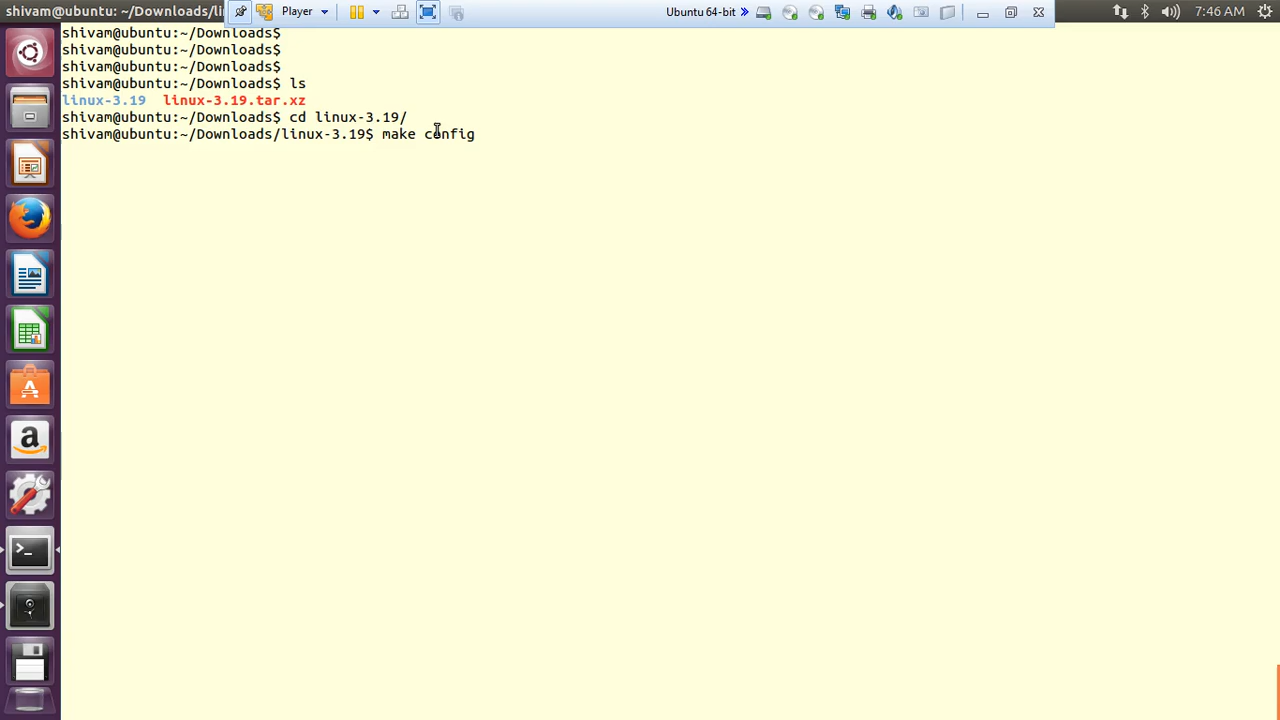 shivam@ubuntu: ~/Downloads/li
Player
Ubuntu 64-bit
7:46 AM
shivam@ubuntu:~/Downloads$
shivam@ubuntu:~/Downloads$
shivam@ubuntu:~/Downloads$
shivam@ubuntu:~/Downloads$ ls
linux-3.19 linux-3.19.tar.xz
shivam@ubuntu:~/Downloads$ cd linux-3.19/
shivam@ubuntu:~/Downloads/linux-3.19$ make config